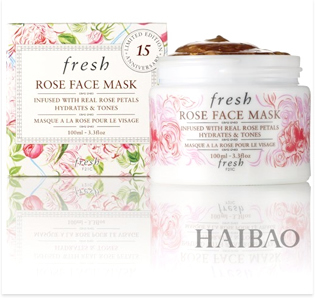 LIMITED EDITION
15
ANNIVERSARY
fresh
ROSE FACE MASK
INFUSED WITH REAL ROSE PETALS
HYDRATES & TONES
MASQUE A LA ROSE POUR LE VISAGE
100ml - 3.3fl.oz
fresh
ROSE FACE MASK
INFUSED WITH REAL ROSE PETALS
HYDRATES & TONES
MASQUE A LA ROSE POUR LE VISAGE
100ml - 3.3fl.oz
fresh
HAIBAO